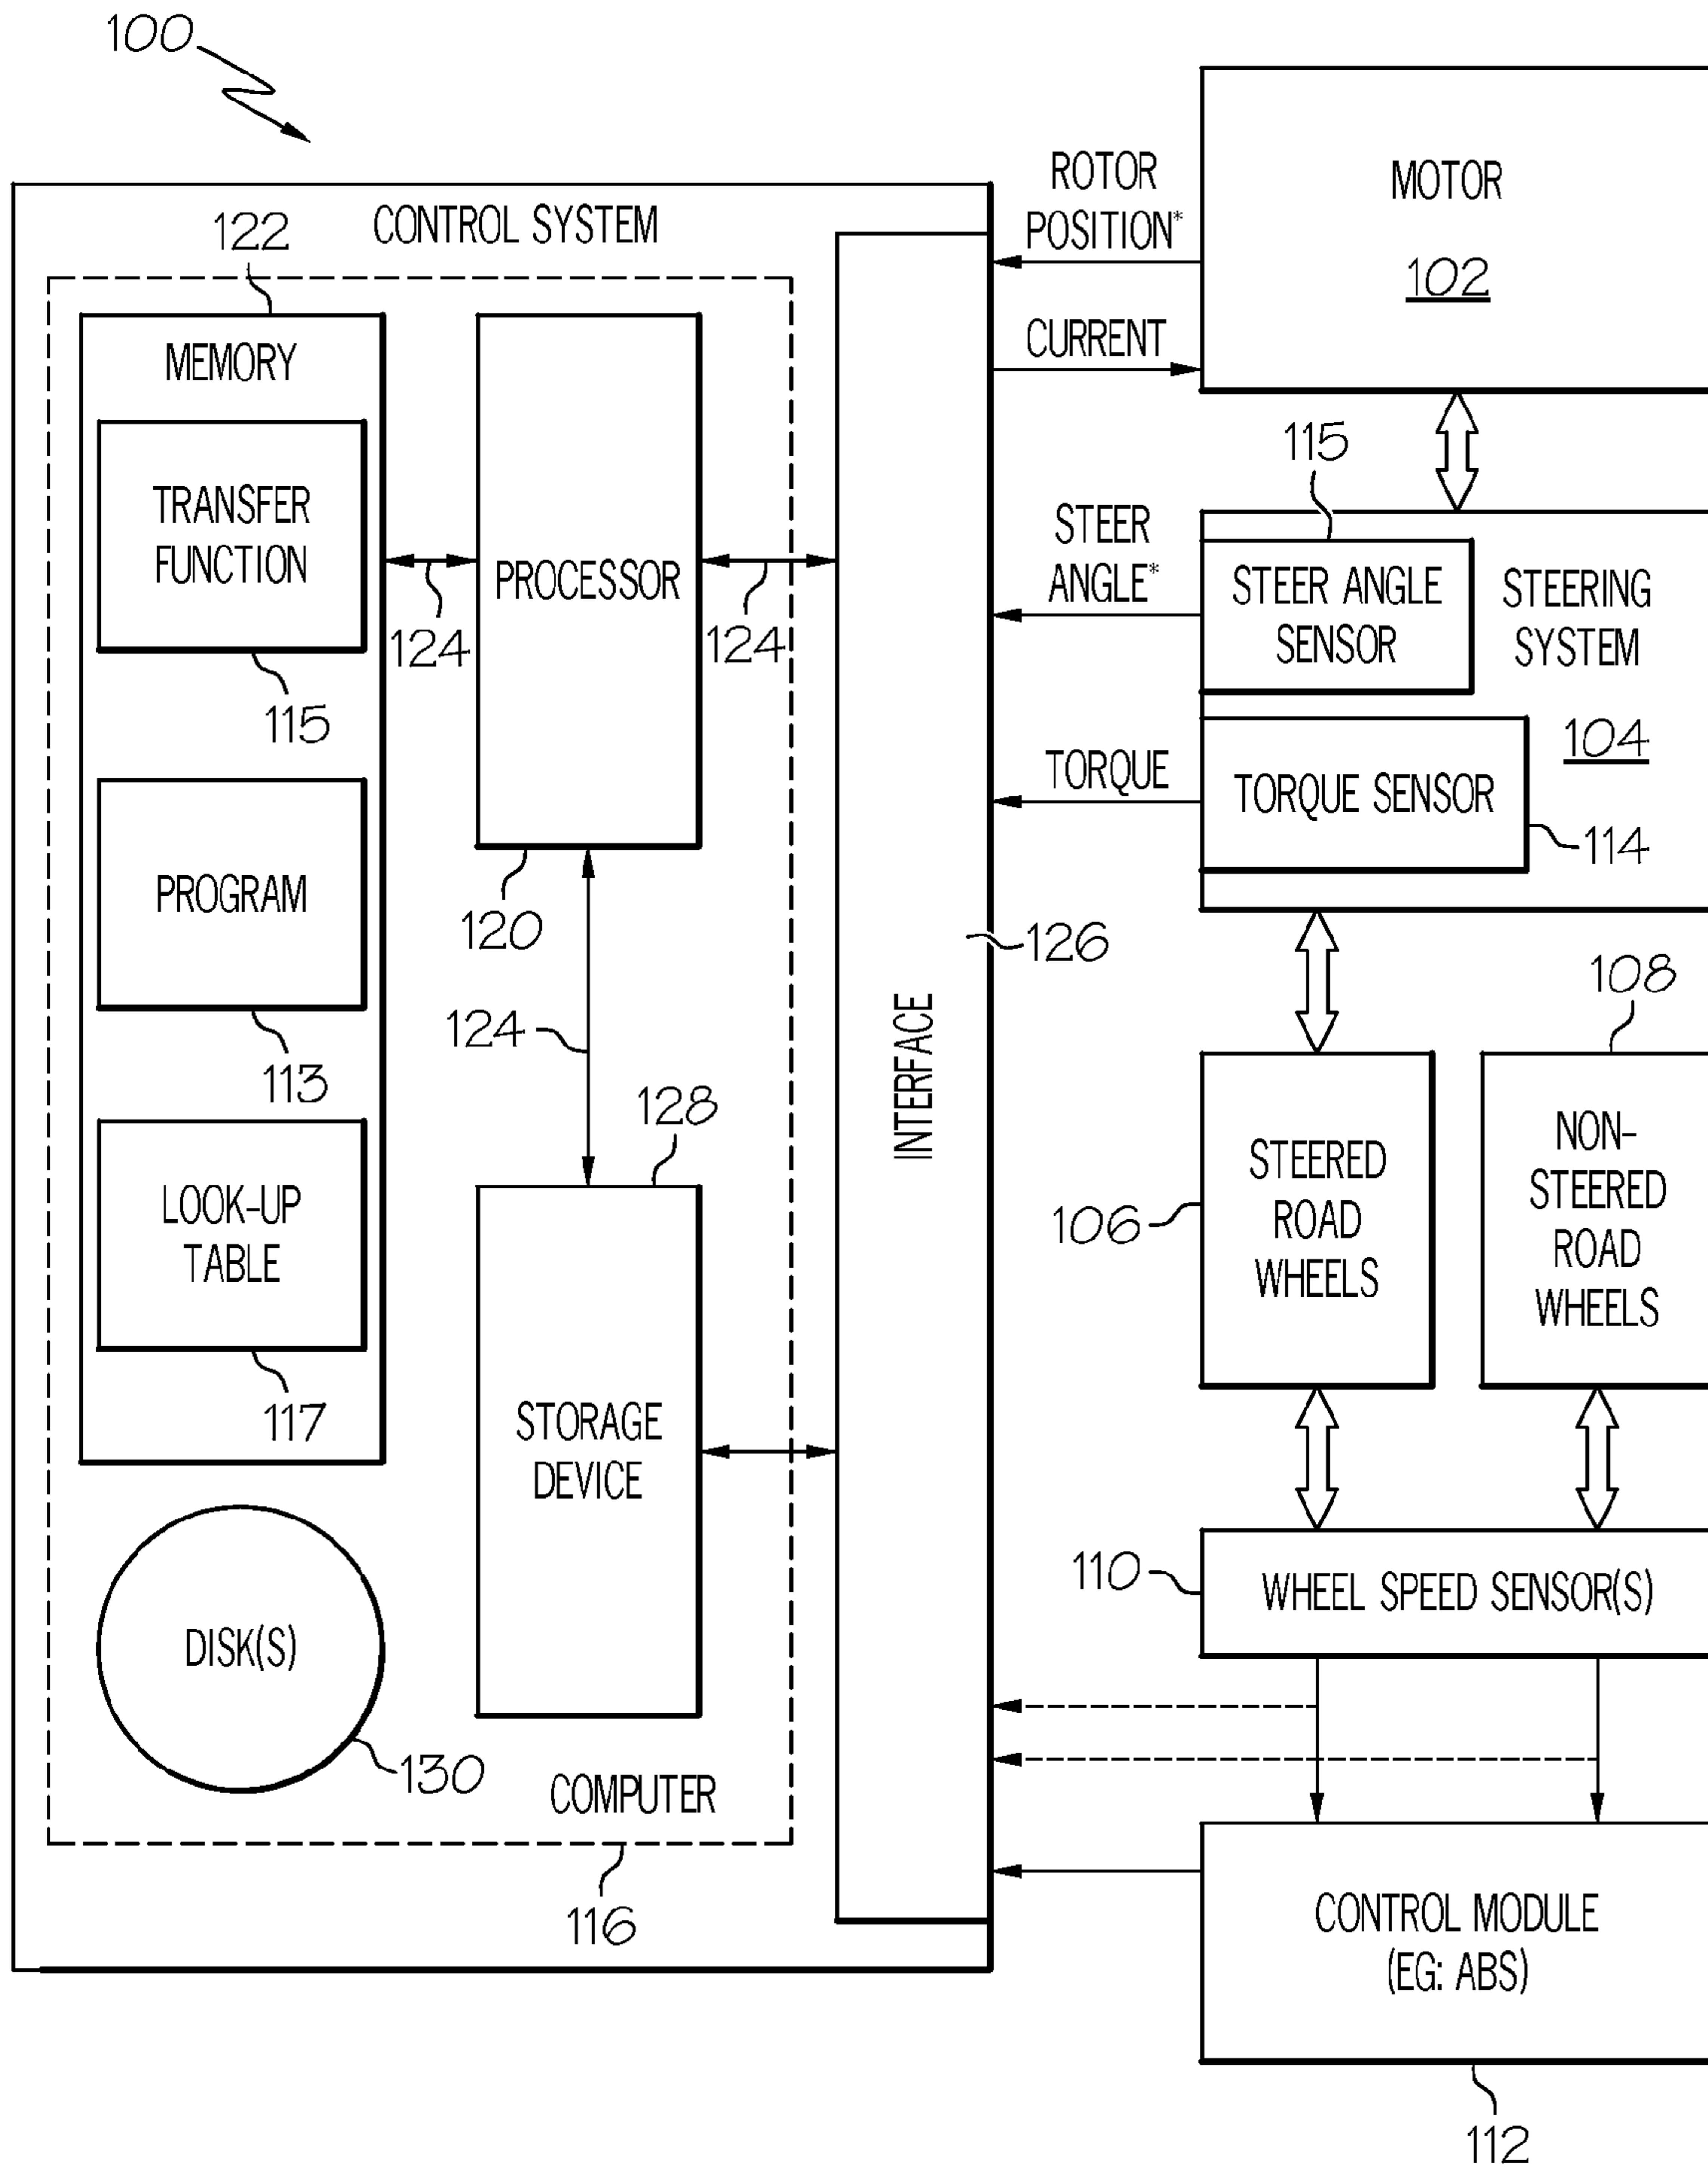 100
CONTROL SYSTEM
122
MEMORY
TRANSFER
FUNCTION
115
PROGRAM
113
LOOK-UP
TABLE
117
DISK(S)
130
PROCESSOR
120
124
124
124
128
STORAGE
DEVICE
COMPUTER
116
INTERFACE
126
ROTOR
POSITION*
CURRENT
STEER
ANGLE*
TORQUE
MOTOR
102
115
STEER ANGLE
SENSOR
STEERING
SYSTEM
104
TORQUE SENSOR
114
106
STEERED
ROAD
WHEELS
108
NON-
STEERED
ROAD
WHEELS
110
WHEEL SPEED SENSOR(S)
CONTROL MODULE
(EG: ABS)
112